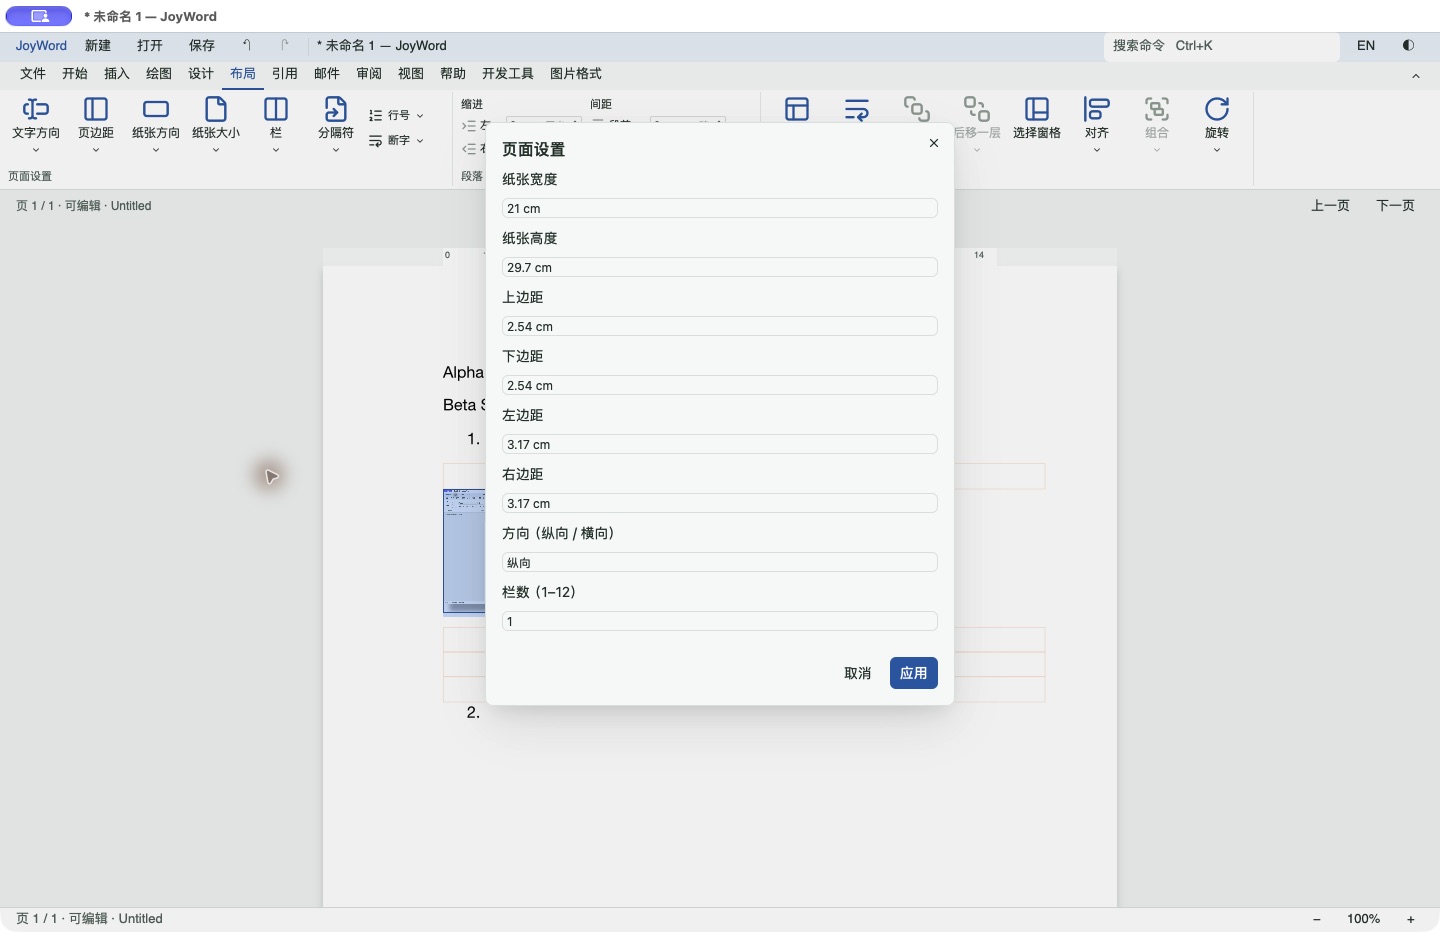 * 未命名 1 — JoyWord
JoyWord 新建 打开 保存 * 未命名 1 — JoyWord 搜索命令 Ctrl+K EN
文件 开始 插入 绘图 设计 布局 引用 邮件 审阅 视图 帮助 开发工具 图片格式
文字方向 页边距 纸张方向 纸张大小 栏 分隔符 行号 断字
缩进 间距
后移一层 选择窗格 对齐 组合 旋转
页面设置 段落
页 1 / 1 · 可编辑 · Untitled 上一页 下一页
0 14
Alpha
Beta
1.
2.
页面设置
纸张宽度
21 cm
纸张高度
29.7 cm
上边距
2.54 cm
下边距
2.54 cm
左边距
3.17 cm
右边距
3.17 cm
方向（纵向 / 横向）
纵向
栏数（1–12）
1
取消 应用
页 1 / 1 · 可编辑 · Untitled − 100% +